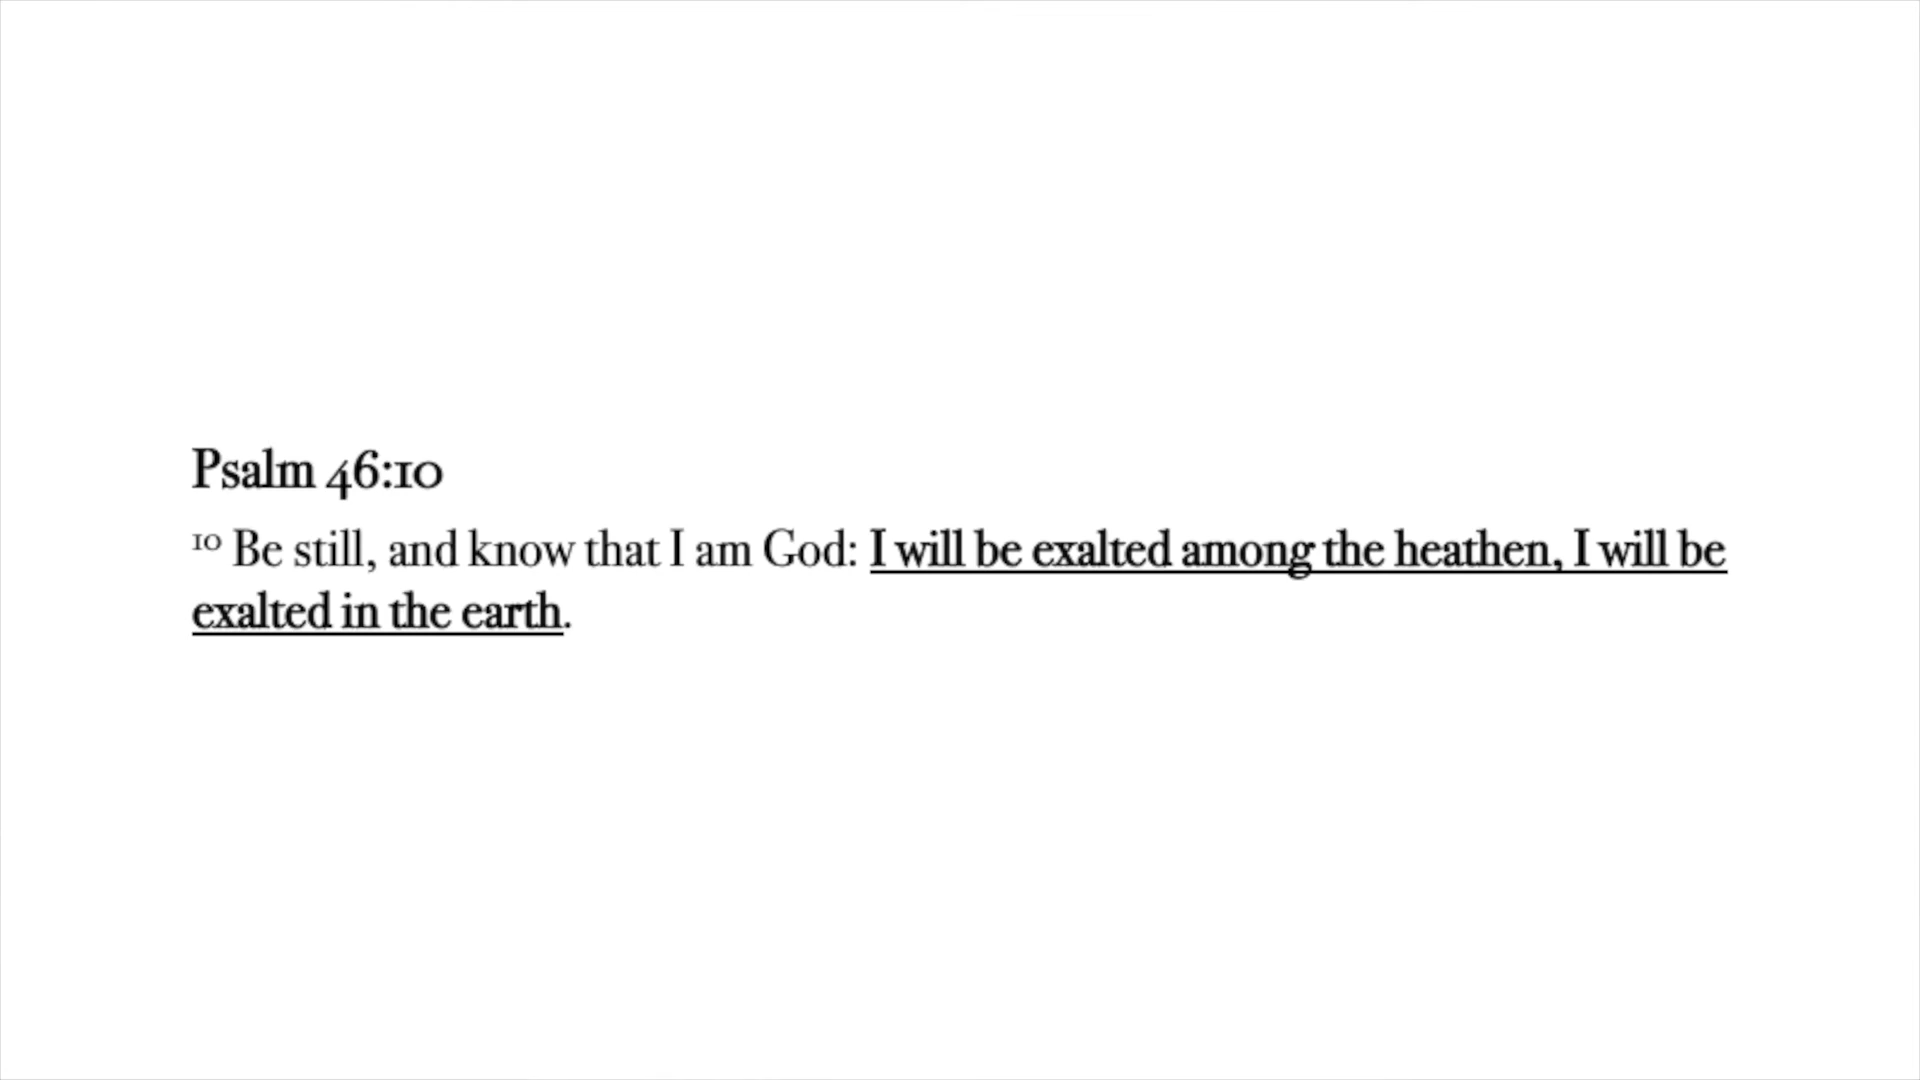 Psalm 46:10
10 Be still, and know that I am God: I will be exalted among the heathen, I will be
exalted in the earth.